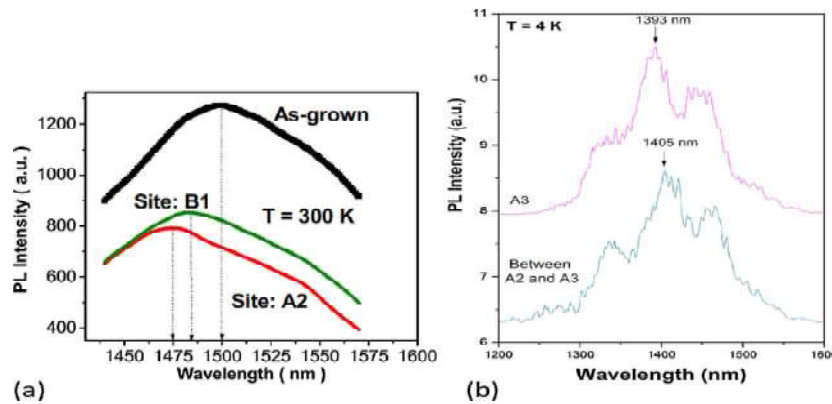 PL Intensity ( a.u.)
1200
1000
800
600
400
As-grown
Site: B1
T = 300 K
Site: A2
1450
1475
1500
1525
1550
1575
1600
Wavelength ( nm )
(a)
PL Intensity (a.u.)
11
10
9
8
7
6
T = 4 K
1393 nm
1405 nm
A3
Between
A2 and A3
1200
1300
1400
1500
1600
Wavelength (nm)
(b)